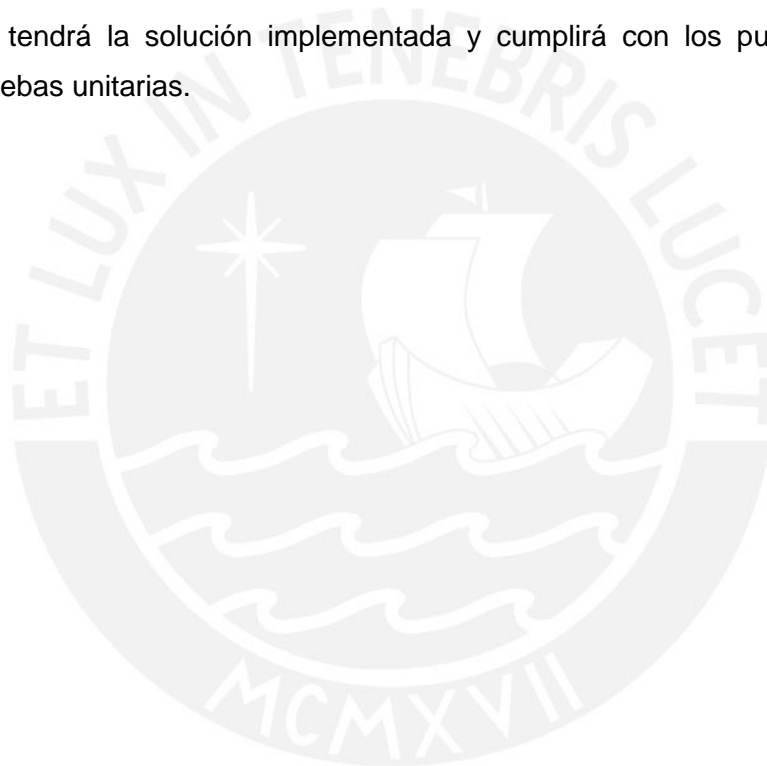 tendrá la solución implementada y cumplirá con los pu
ebas unitarias.
ET LUX IN TENEBRIS LUCET
MCMXVII